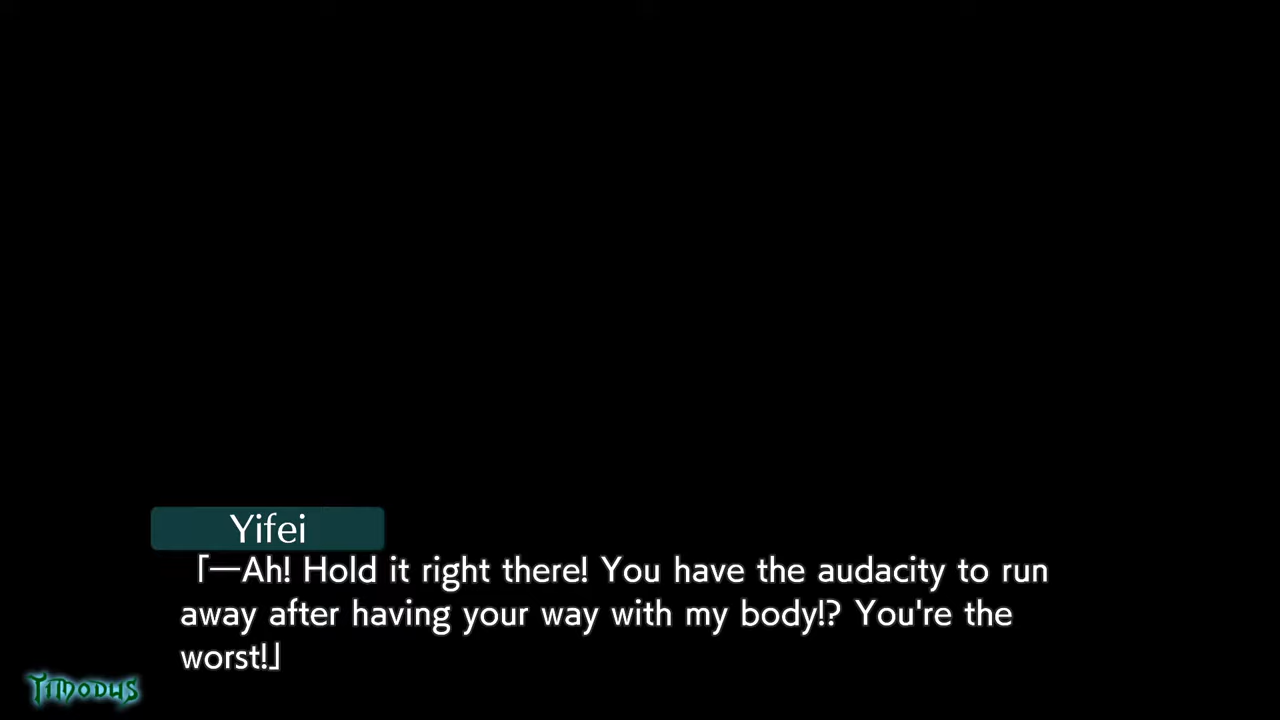 Yifei
「—Ah! Hold it right there! You have the audacity to run
away after having your way with my body!? You're the
worst!」
TIMODUS